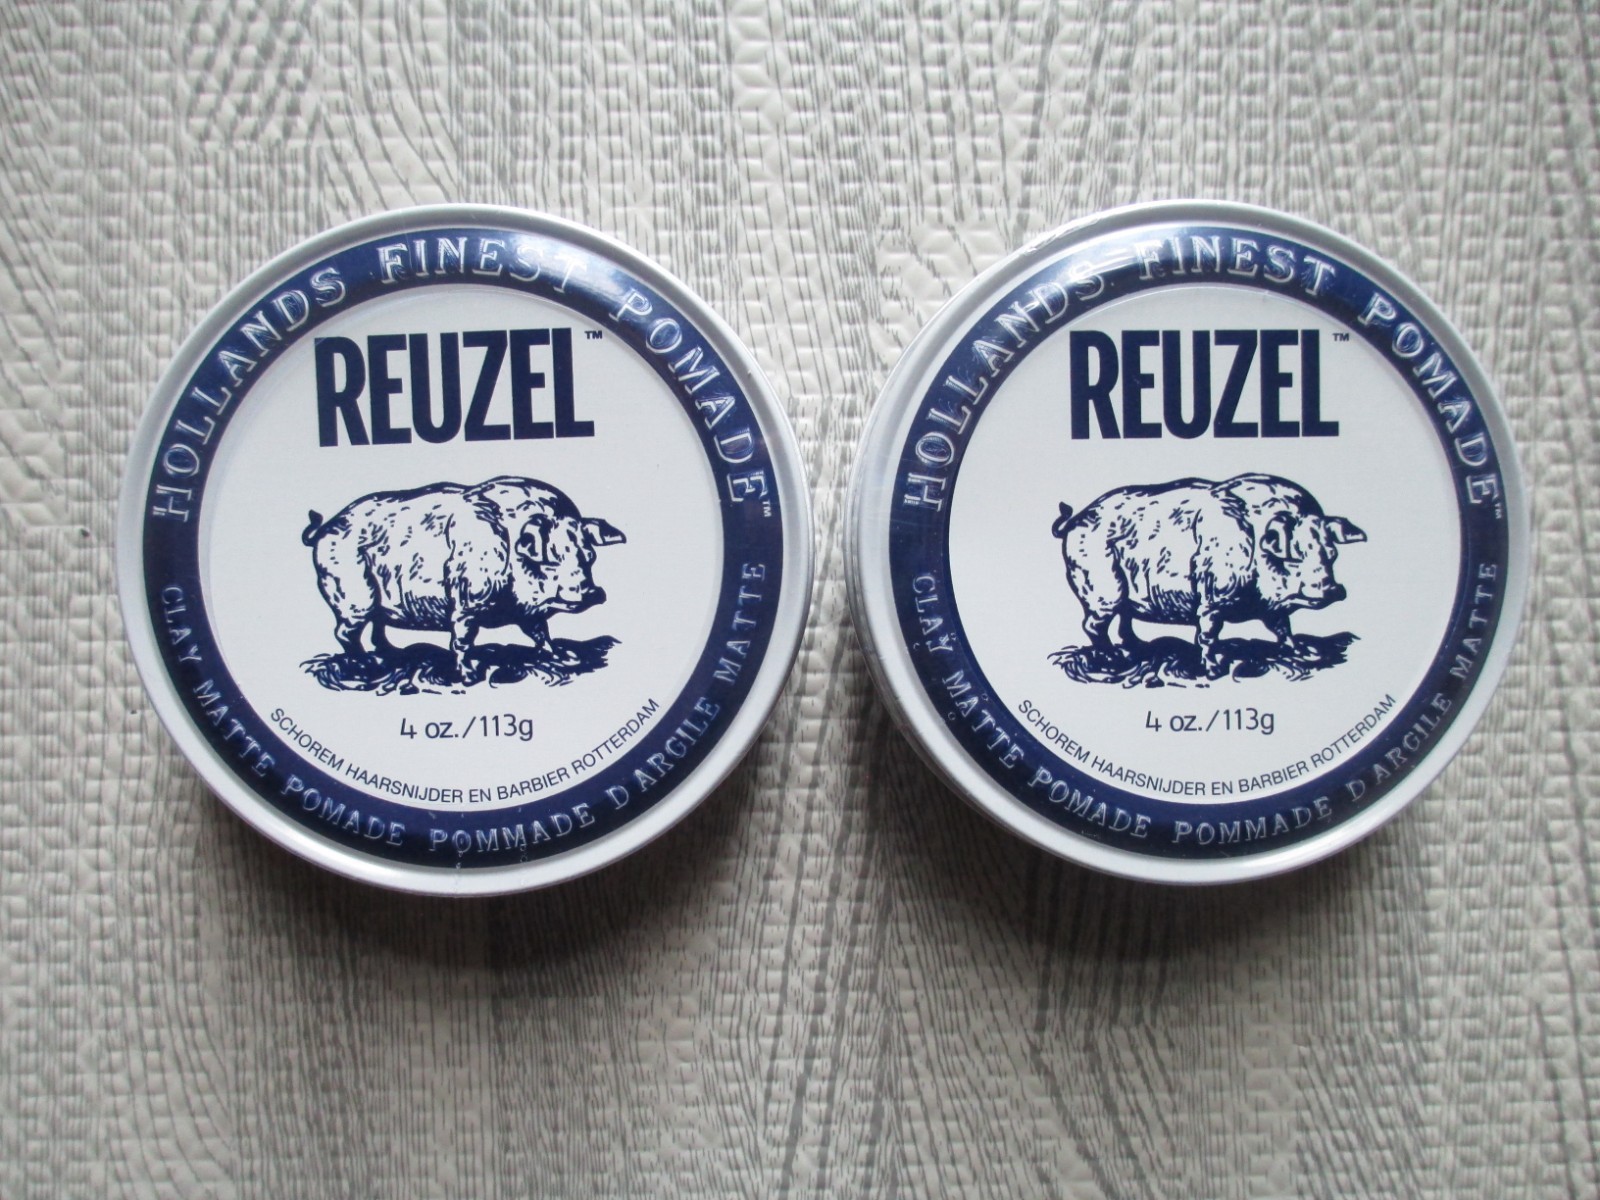 HOLLANDS FINEST POMADE™
REUZEL™
4 oz./113g
SCHOREM HAARSNIJDER EN BARBIER ROTTERDAM
CLAY MATTE POMADE POMMADE D'ARGILE MATTE
HOLLANDS FINEST POMADE™
REUZEL™
4 oz./113g
SCHOREM HAARSNIJDER EN BARBIER ROTTERDAM
CLAY MATTE POMADE POMMADE D'ARGILE MATTE